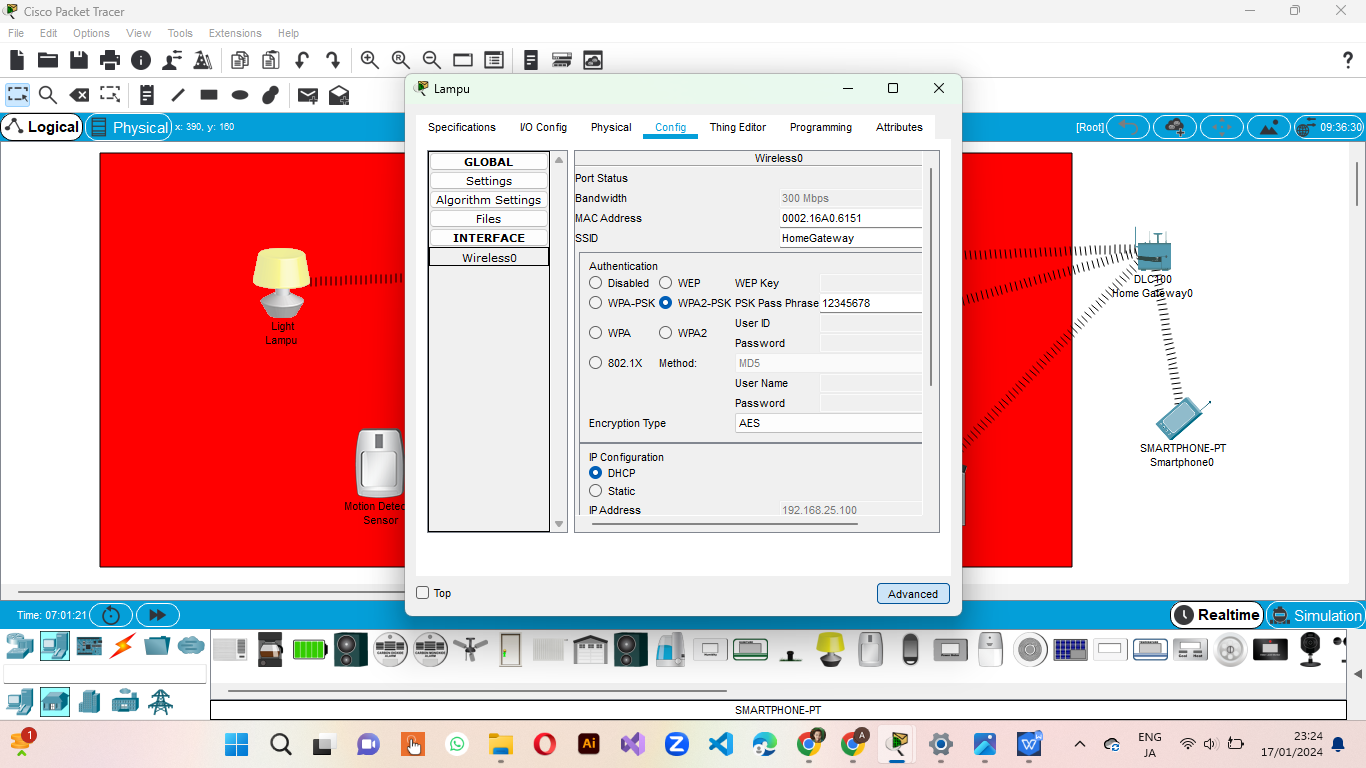 Cisco Packet Tracer
File Edit Options View Tools Extensions Help
Logical Physical x: 390, y: 160 [Root] 09:36:30
Lampu
Specifications I/O Config Physical Config Thing Editor Programming Attributes
GLOBAL
Settings
Algorithm Settings
Files
INTERFACE
Wireless0
Wireless0
Port Status
Bandwidth 300 Mbps
MAC Address 0002.16A0.6151
SSID HomeGateway
Authentication
Disabled WEP WEP Key
WPA-PSK WPA2-PSK PSK Pass Phrase 12345678
User ID
WPA WPA2
Password
802.1X Method: MD5
User Name
Password
Encryption Type AES
IP Configuration
DHCP
Static
IP Address 192.168.25.100
Top Advanced
Light
Lampu
Motion Detec
Sensor
DLC100
Home Gateway0
SMARTPHONE-PT
Smartphone0
Time: 07:01:21 Realtime Simulation
SMARTPHONE-PT
1
Ai
ENG
JA
23:24
17/01/2024